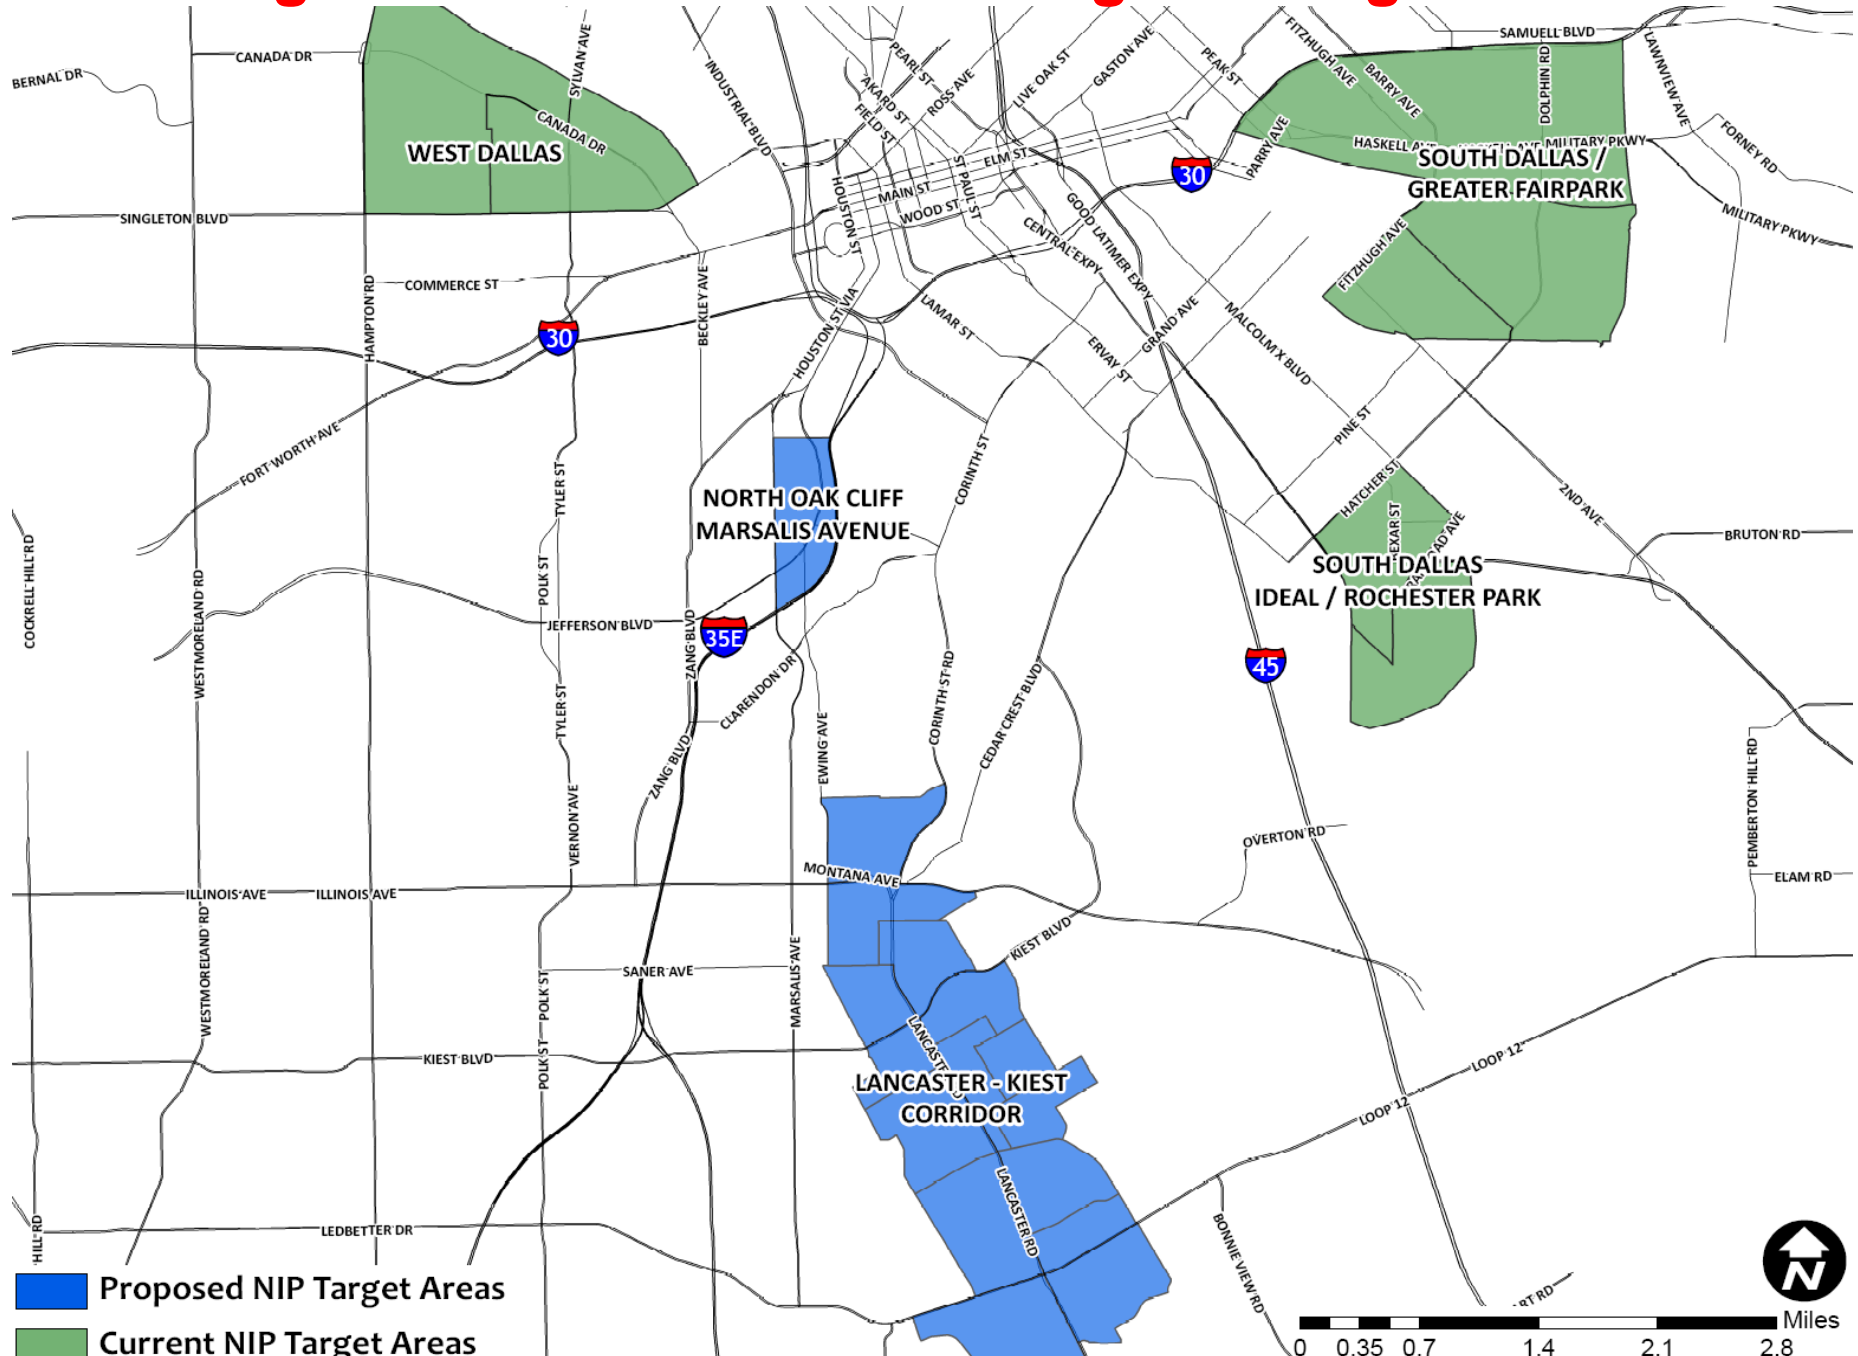 SAMUELL BLVD
FITZHUGH AVE
LAWNVIEW AVE
SYLVAN AVE
CANADA DR
BERNAL DR
INDUSTRIAL BLVD
PEARL ST
ROSS AVE
LIVE OAK ST
GASTON AVE
PEAK ST
BARRY AVE
DOLPHIN RD
AKARD ST
FIELD ST
CANADA DR
WEST DALLAS
ELM ST
ST PAUL ST
MAIN ST
WOOD ST
HOUSTON ST
30
PARRY AVE
HASKELL AVE
MILITARY PKWY
FORNEY RD
SOUTH DALLAS /
GREATER FAIRPARK
SINGLETON BLVD
GOOD LATIMER EXPY
CENTRAL EXPY
FITZHUGH AVE
MILITARY PKWY
COMMERCE ST
HAMPTON RD
BECKLEY AVE
HOUSTON ST VIA
LAMAR ST
ERVAY ST
GRAND AVE
MALCOLM X BLVD
30
FORT WORTH AVE
PINE ST
TYLER ST
NORTH OAK CLIFF
MARSALIS AVENUE
CORINTH ST
HATCHER ST
2ND AVE
BRUTON RD
COCKRELL HILL RD
WESTMORELAND RD
POLK ST
SOUTH DALLAS
IDEAL / ROCHESTER PARK
JEFFERSON BLVD
ZANG BLVD
35E
45
CLARENDON DR
TYLER ST
EWING AVE
CORINTH ST RD
CEDAR CREST BLVD
ZANG BLVD
VERNON AVE
PEMBERTON HILL RD
OVERTON RD
MONTANA AVE
ELAM RD
ILLINOIS AVE
ILLINOIS AVE
WESTMORELAND RD
SANER AVE
POLK ST
MARSALIS AVE
KIEST BLVD
KIEST BLVD
POLK ST
LANCASTER - KIEST
CORRIDOR
LOOP 12
LOOP 12
LANCASTER RD
LEDBETTER DR
HILL RD
BONNIE VIEW RD
Proposed NIP Target Areas
Current NIP Target Areas
N
Miles
0 0.35 0.7 1.4 2.1 2.8